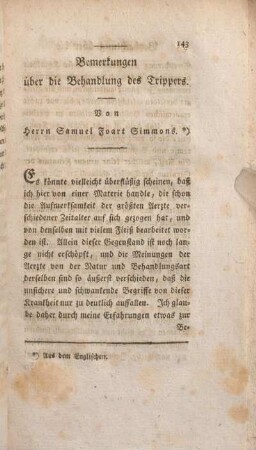 143
Bemerkungen
über die Behandlung des Trippers.
Von
Herrn Samuel Foart Simmons. *)
Es könnte vielleicht überflüßig scheinen, daß
ich hier von einer Materie handle, die schon
die Aufmerksamkeit der größten Aerzte ver-
schiedener Zeitalter auf sich gezogen hat, und
von denselben mit vielem Fleiß bearbeitet wor-
den ist. Allein dieser Gegenstand ist noch lan-
ge nicht erschöpft, und die Meinungen der
Aerzte von der Natur und Behandlungsart
derselben sind so äußerst verschieden, daß die
unsichere und schwankende Begriffe von dieser
Krankheit nur zu deutlich auffallen. Ich glau-
be daher durch meine Erfahrungen etwas zur
Be-
*) Aus dem Englischen.